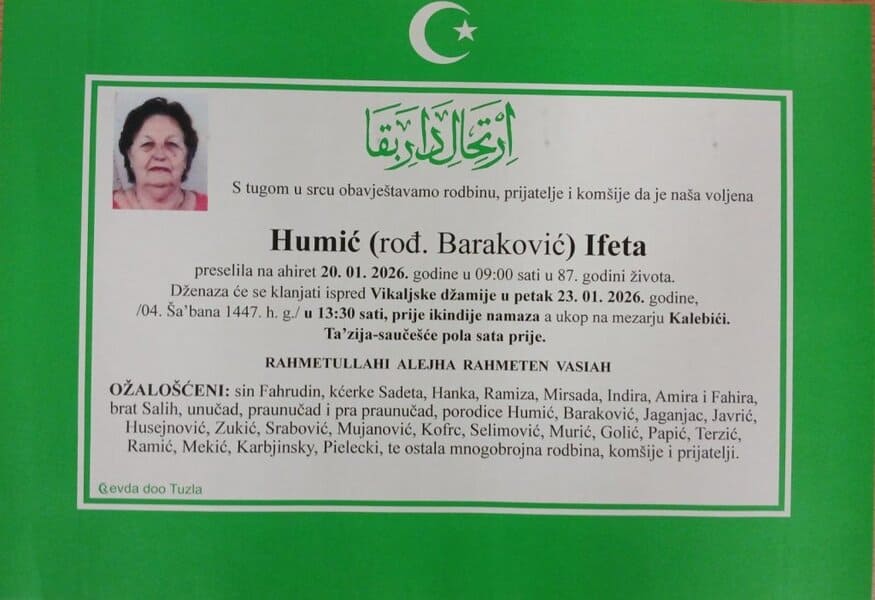 اِرْتِحَالِ دَارِ بَقَا
S tugom u srcu obavještavamo rodbinu, prijatelje i komšije da je naša voljena
Humić (rođ. Baraković) Ifeta
preselila na ahiret 20. 01. 2026. godine u 09:00 sati u 87. godini života.
Dženaza će se klanjati ispred Vikaljske džamije u petak 23. 01. 2026. godine,
/04. Ša'bana 1447. h. g./ u 13:30 sati, prije ikindije namaza a ukop na mezarju Kalebići.
Ta'zija-saučešće pola sata prije.
RAHMETULLAHI ALEJHA RAHMETEN VASIAH
OŽALOŠĆENI: sin Fahrudin, kćerke Sadeta, Hanka, Ramiza, Mirsada, Indira, Amira i Fahira,
brat Salih, unučad, praunučad i pra praunučad, porodice Humić, Baraković, Jaganjac, Javrić,
Husejnović, Zukić, Srabović, Mujanović, Kofrc, Selimović, Murić, Golić, Papić, Terzić,
Ramić, Mekić, Karbjinsky, Pielecki, te ostala mnogobrojna rodbina, komšije i prijatelji.
Revda doo Tuzla